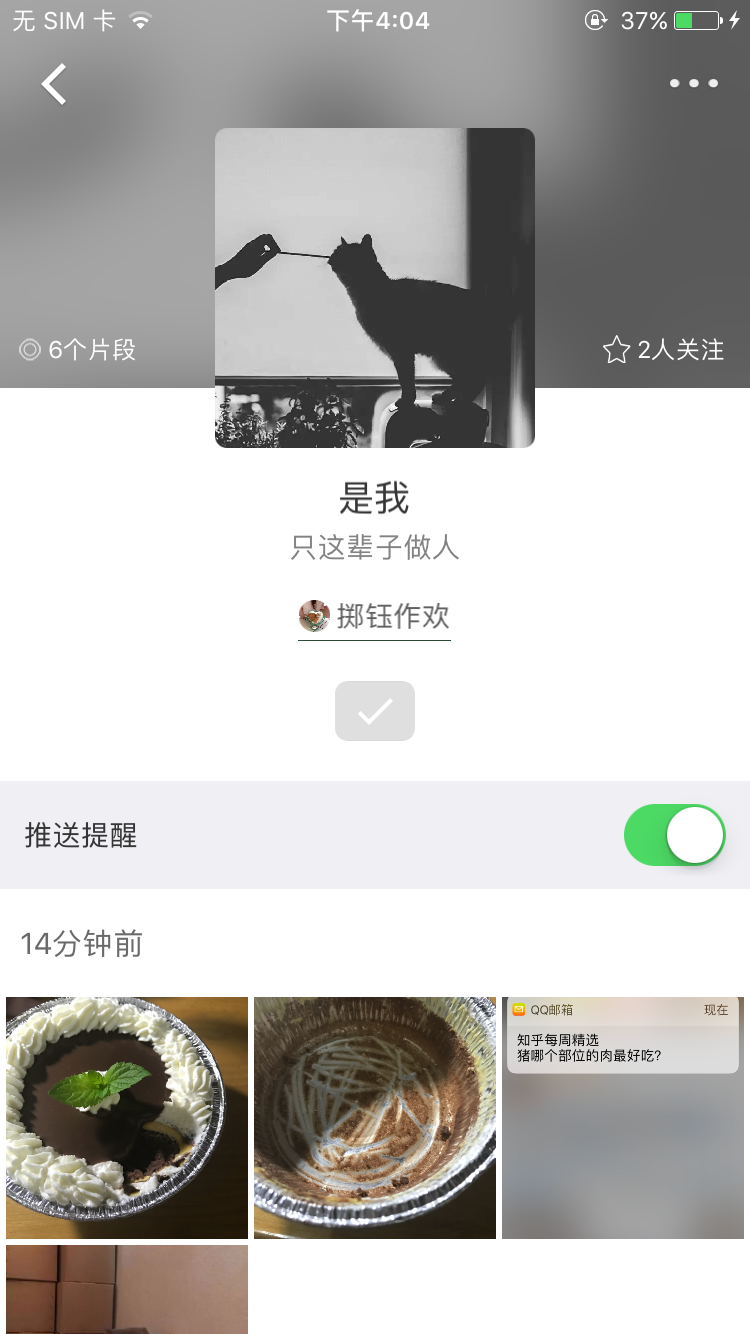 无 SIM 卡
下午4:04
37%
6个片段
2人关注
是我
只这辈子做人
掷钰作欢
推送提醒
14分钟前
QQ邮箱
现在
知乎每周精选
猪哪个部位的肉最好吃?